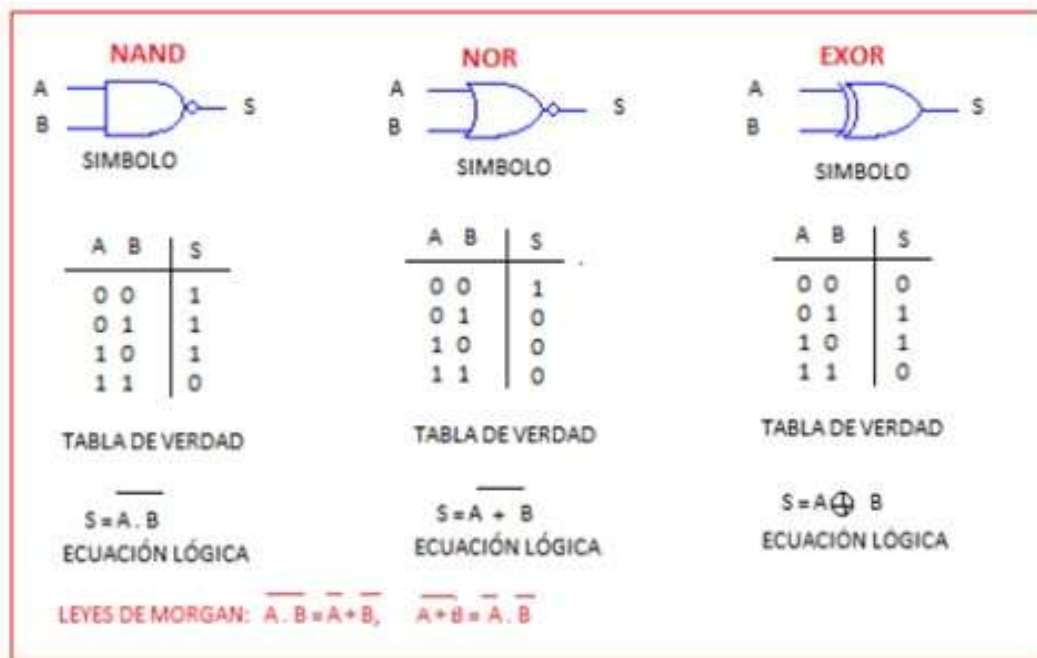 NAND
A
B
S
SIMBOLO
A B S
0 0 1
0 1 1
1 0 1
1 1 0
TABLA DE VERDAD
S = A̅ ̅.̅ ̅B̅
ECUACIÓN LÓGICA
NOR
A
B
S
SIMBOLO
A B S
0 0 1
0 1 0
1 0 0
1 1 0
TABLA DE VERDAD
S = A̅ ̅+̅ ̅B̅
ECUACIÓN LÓGICA
EXOR
A
B
S
SIMBOLO
A B S
0 0 0
0 1 1
1 0 1
1 1 0
TABLA DE VERDAD
S = A ⊕ B
ECUACIÓN LÓGICA
LEYES DE MORGAN: A̅ ̅.̅ ̅B̅ = A̅ + B̅, A̅ ̅+̅ ̅B̅ = A̅ . B̅